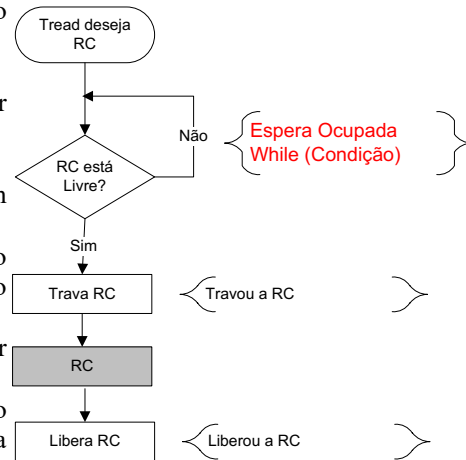 o
Tread deseja
RC
r
Não
Espera Ocupada
While (Condição)
RC está
Livre?
n
Sim
o
o
Trava RC
Travou a RC
r
RC
o
a
Libera RC
Liberou a RC